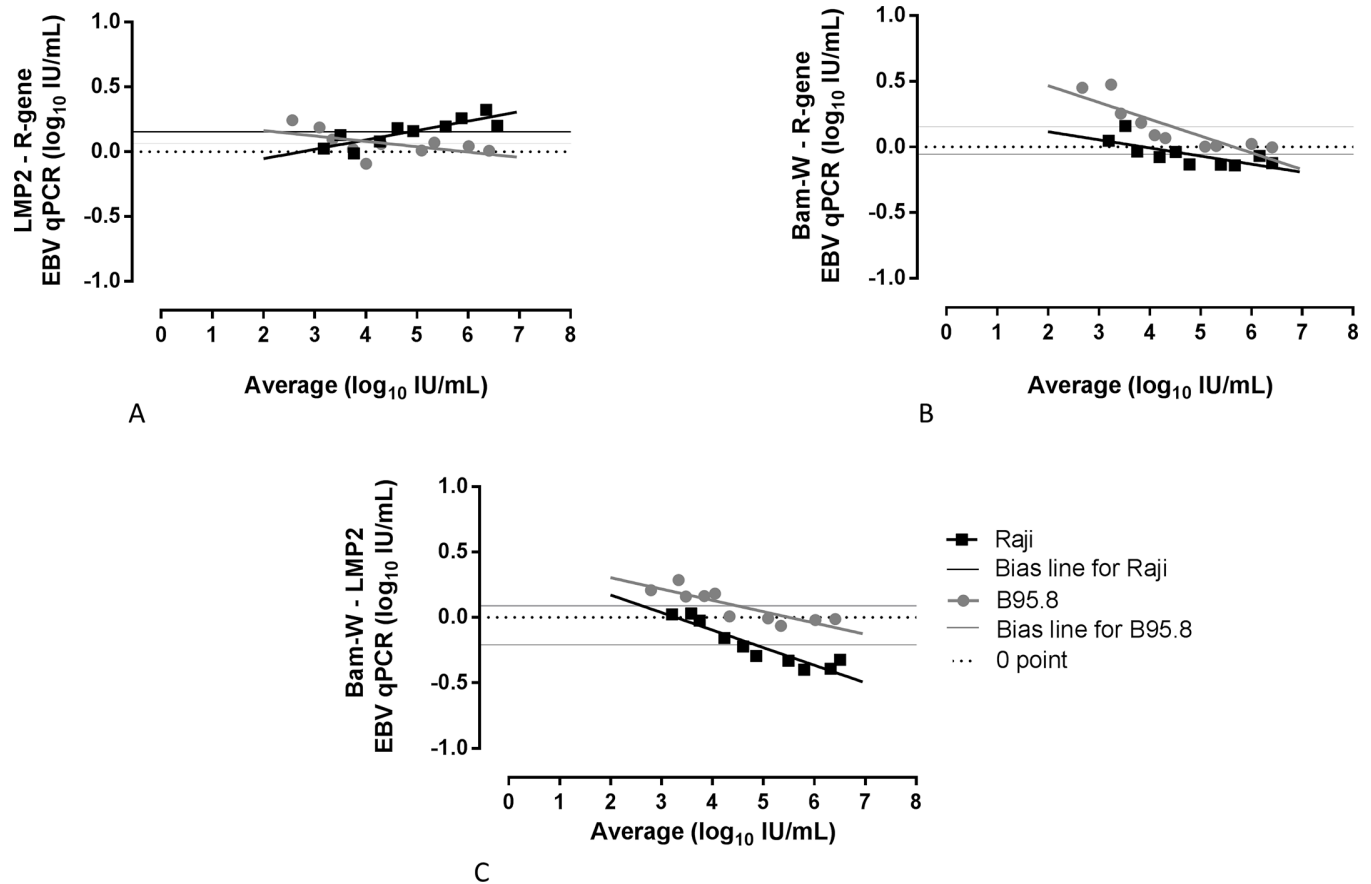 LMP2 - R-gene
EBV qPCR (log10 IU/mL)
1.0
0.5
0.0
-0.5
-1.0
0 1 2 3 4 5 6 7 8
Average (log10 IU/mL)
A
Bam-W - R-gene
EBV qPCR (log10 IU/mL)
1.0
0.5
0.0
-0.5
-1.0
0 1 2 3 4 5 6 7 8
Average (log10 IU/mL)
B
Bam-W - LMP2
EBV qPCR (log10 IU/mL)
1.0
0.5
0.0
-0.5
-1.0
0 1 2 3 4 5 6 7 8
Average (log10 IU/mL)
C
Raji
Bias line for Raji
B95.8
Bias line for B95.8
0 point